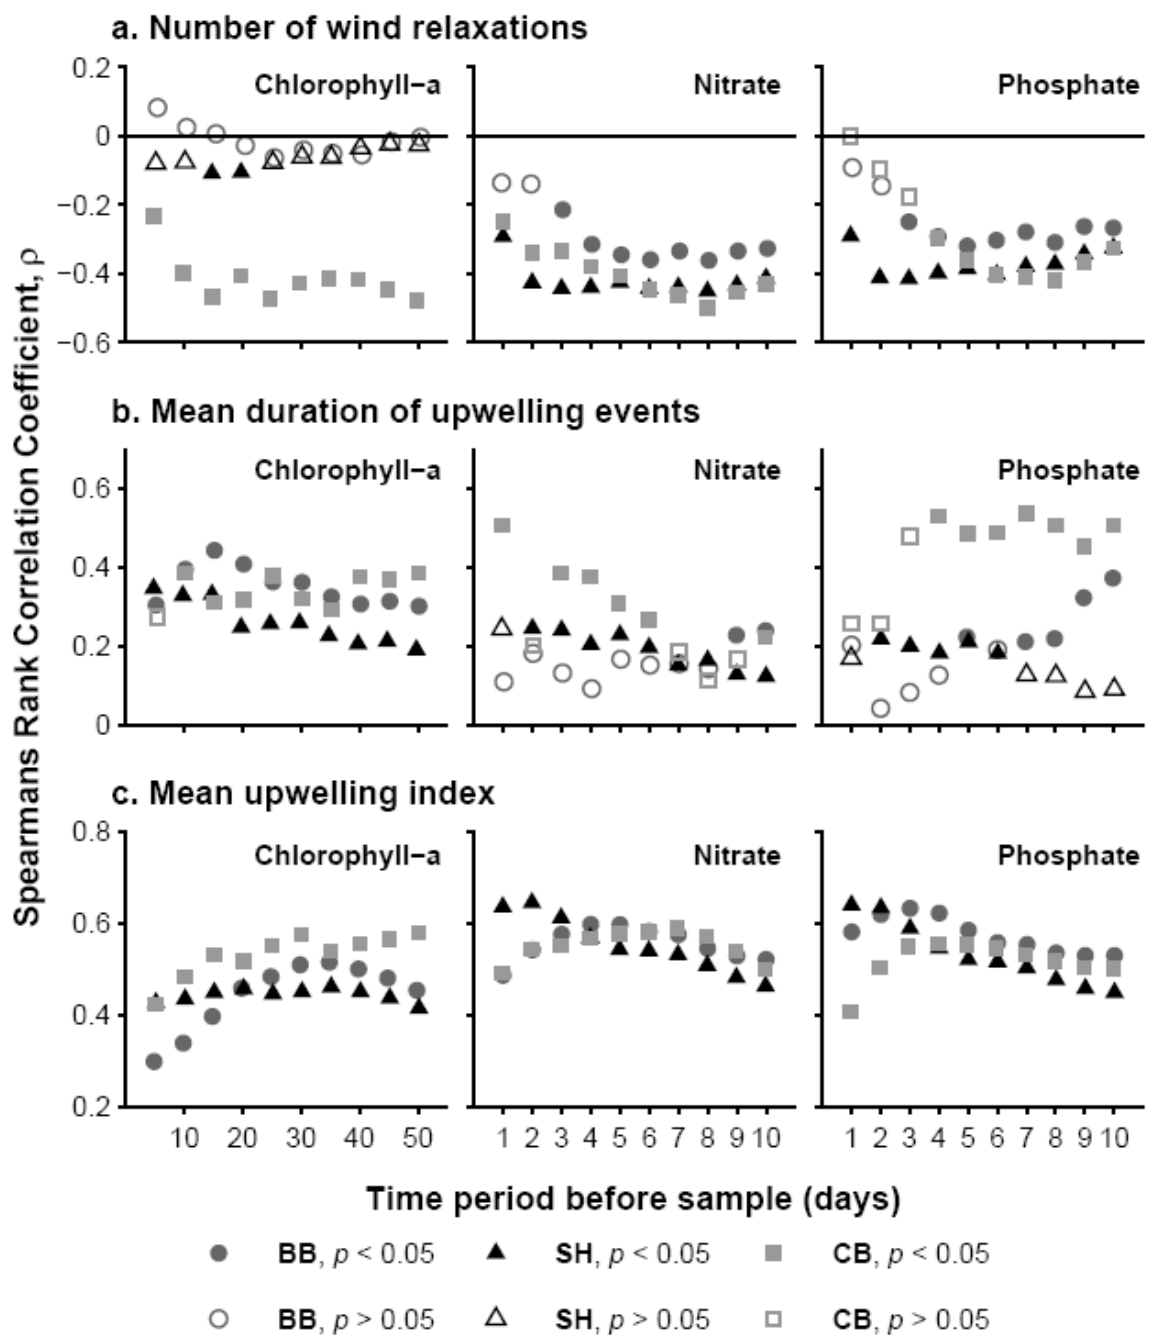 a. Number of wind relaxations
Chlorophyll−a
Nitrate
Phosphate
0.2
0
−0.2
−0.4
−0.6
b. Mean duration of upwelling events
Chlorophyll−a
Nitrate
Phosphate
0.6
0.4
0.2
0
c. Mean upwelling index
Chlorophyll−a
Nitrate
Phosphate
0.8
0.6
0.4
0.2
Spearmans Rank Correlation Coefficient, ρ
10 20 30 40 50
1 2 3 4 5 6 7 8 9 10
1 2 3 4 5 6 7 8 9 10
Time period before sample (days)
BB, p < 0.05 SH, p < 0.05 CB, p < 0.05
BB, p > 0.05 SH, p > 0.05 CB, p > 0.05